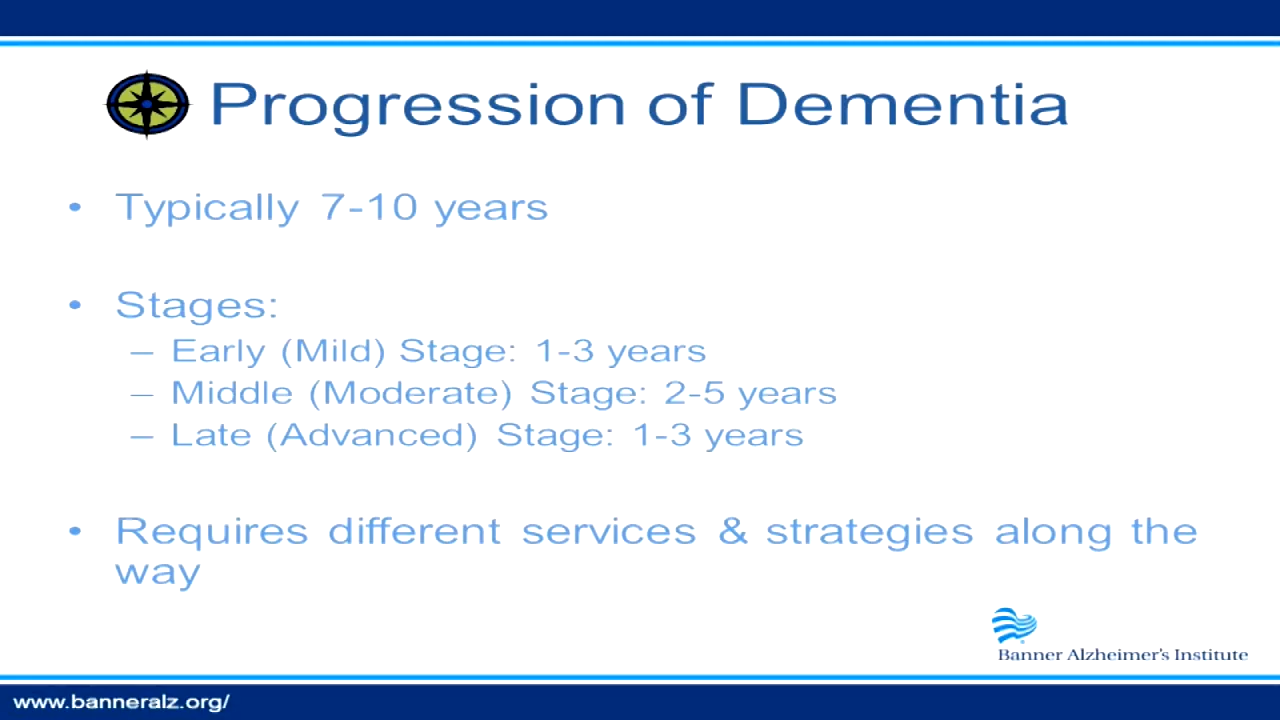 Progression of Dementia
• Typically 7-10 years
• Stages:
– Early (Mild) Stage: 1-3 years
– Middle (Moderate) Stage: 2-5 years
– Late (Advanced) Stage: 1-3 years
• Requires different services & strategies along the
way
Banner Alzheimer's Institute
www.banneralz.org/